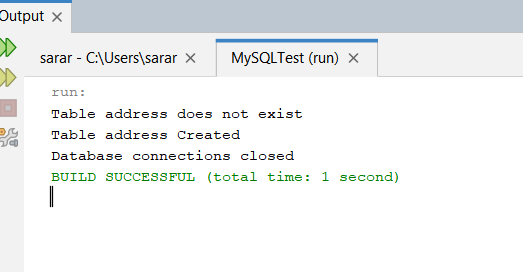 Output ×
sarar - C:\Users\sarar × MySQLTest (run) ×
run:
Table address does not exist
Table address Created
Database connections closed
BUILD SUCCESSFUL (total time: 1 second)